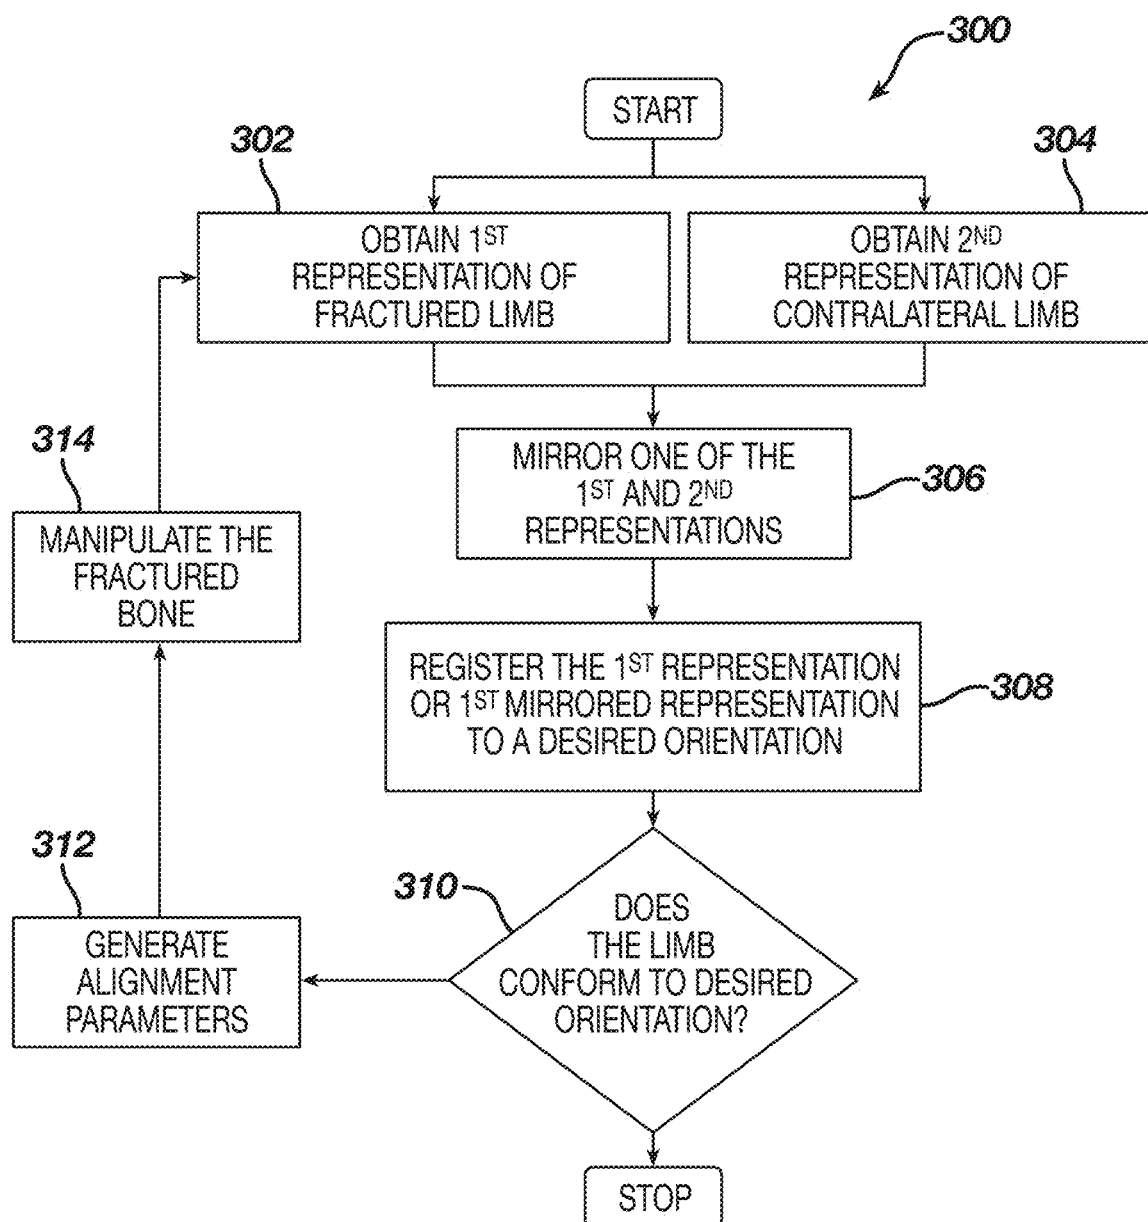 300
START
302
304
OBTAIN 1ST
REPRESENTATION OF
FRACTURED LIMB
OBTAIN 2ND
REPRESENTATION OF
CONTRALATERAL LIMB
314
MANIPULATE THE
FRACTURED
BONE
MIRROR ONE OF THE
1ST AND 2ND
REPRESENTATIONS
306
REGISTER THE 1ST REPRESENTATION
OR 1ST MIRRORED REPRESENTATION
TO A DESIRED ORIENTATION
308
312
GENERATE
ALIGNMENT
PARAMETERS
310
DOES
THE LIMB
CONFORM TO DESIRED
ORIENTATION?
STOP